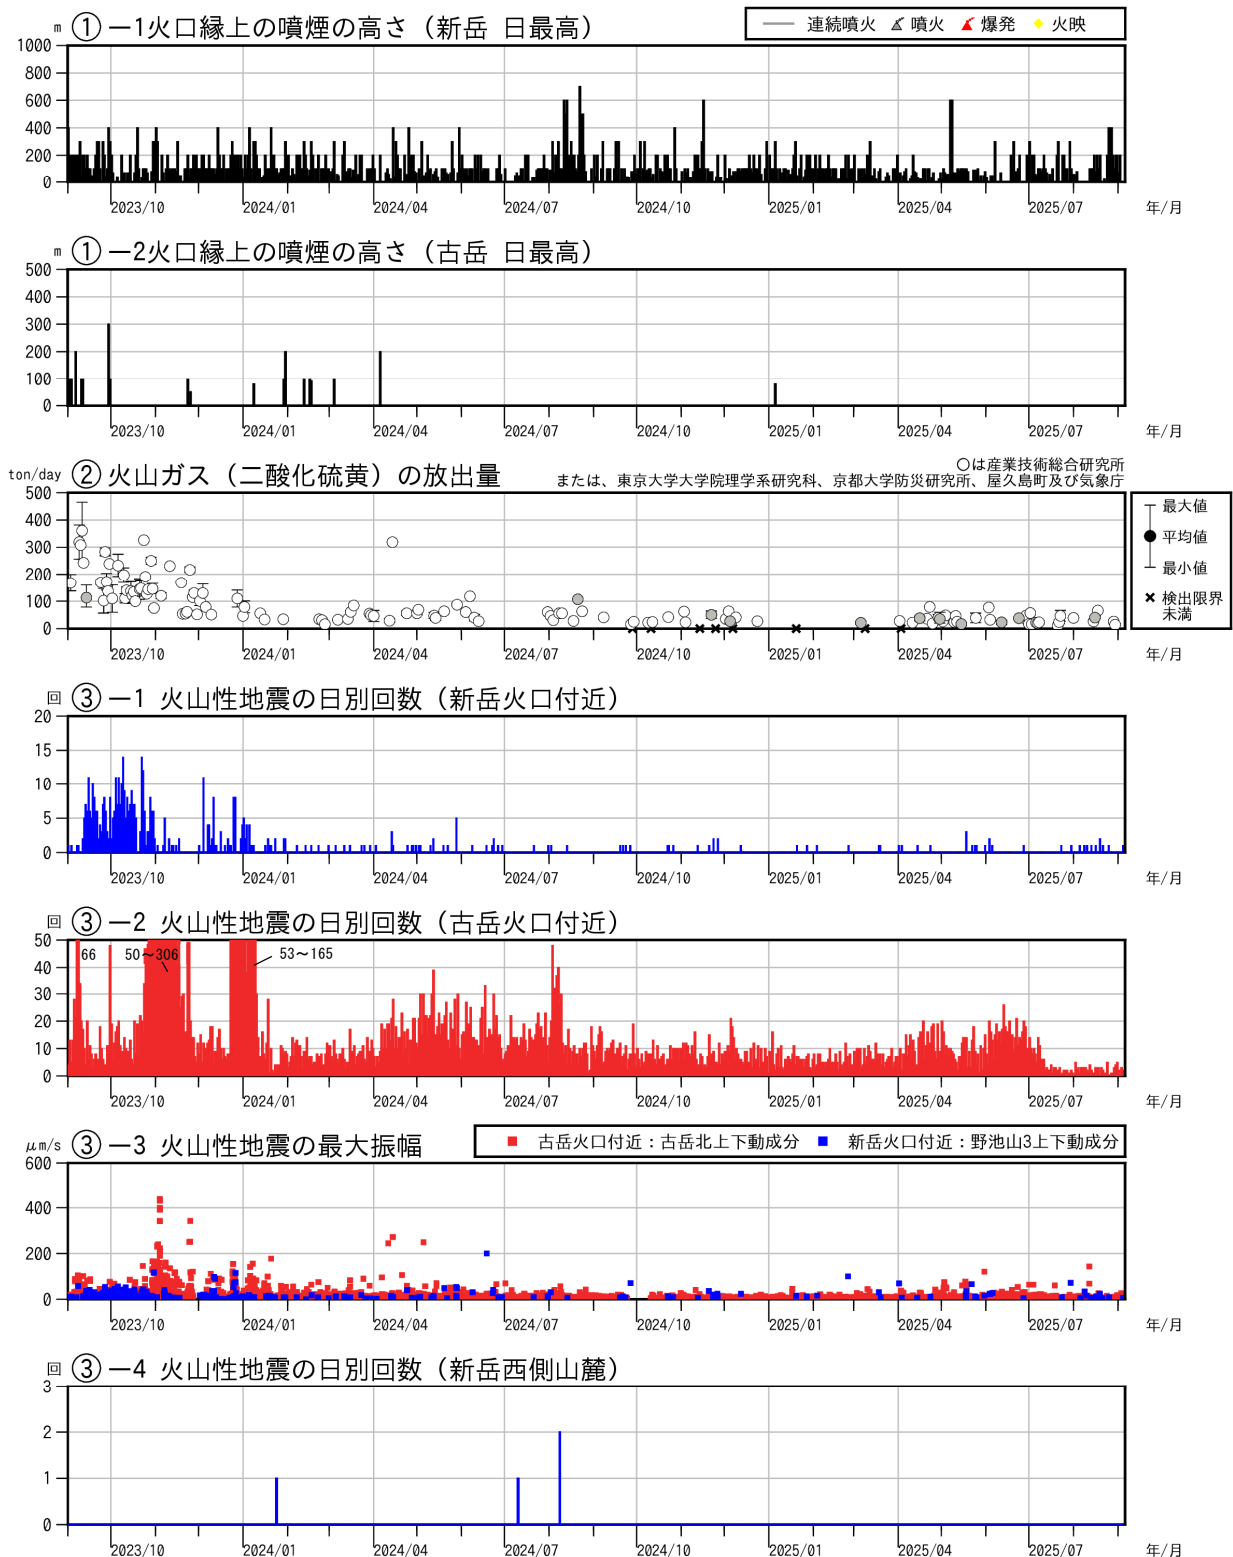 m ①－1火口縁上の噴煙の高さ（新岳 日最高）
連続噴火 噴火 爆発 火映
1000
800
600
400
200
0
2023/10 2024/01 2024/04 2024/07 2024/10 2025/01 2025/04 2025/07 年/月
m ①－2火口縁上の噴煙の高さ（古岳 日最高）
500
400
300
200
100
0
2023/10 2024/01 2024/04 2024/07 2024/10 2025/01 2025/04 2025/07 年/月
ton/day ②火山ガス（二酸化硫黄）の放出量
○は産業技術総合研究所
または、東京大学大学院理学系研究科、京都大学防災研究所、屋久島町及び気象庁
500
400
300
200
100
0
最大値
平均値
最小値
検出限界
未満
2023/10 2024/01 2024/04 2024/07 2024/10 2025/01 2025/04 2025/07 年/月
回 ③－1 火山性地震の日別回数（新岳火口付近）
20
15
10
5
0
2023/10 2024/01 2024/04 2024/07 2024/10 2025/01 2025/04 2025/07 年/月
回 ③－2 火山性地震の日別回数（古岳火口付近）
50
40
30
20
10
0
66 50～306 53～165
2023/10 2024/01 2024/04 2024/07 2024/10 2025/01 2025/04 2025/07 年/月
μm/s ③－3 火山性地震の最大振幅
古岳火口付近：古岳北上下動成分 新岳火口付近：野池山3上下動成分
600
400
200
0
2023/10 2024/01 2024/04 2024/07 2024/10 2025/01 2025/04 2025/07 年/月
回 ③－4 火山性地震の日別回数（新岳西側山麓）
3
2
1
0
2023/10 2024/01 2024/04 2024/07 2024/10 2025/01 2025/04 2025/07 年/月